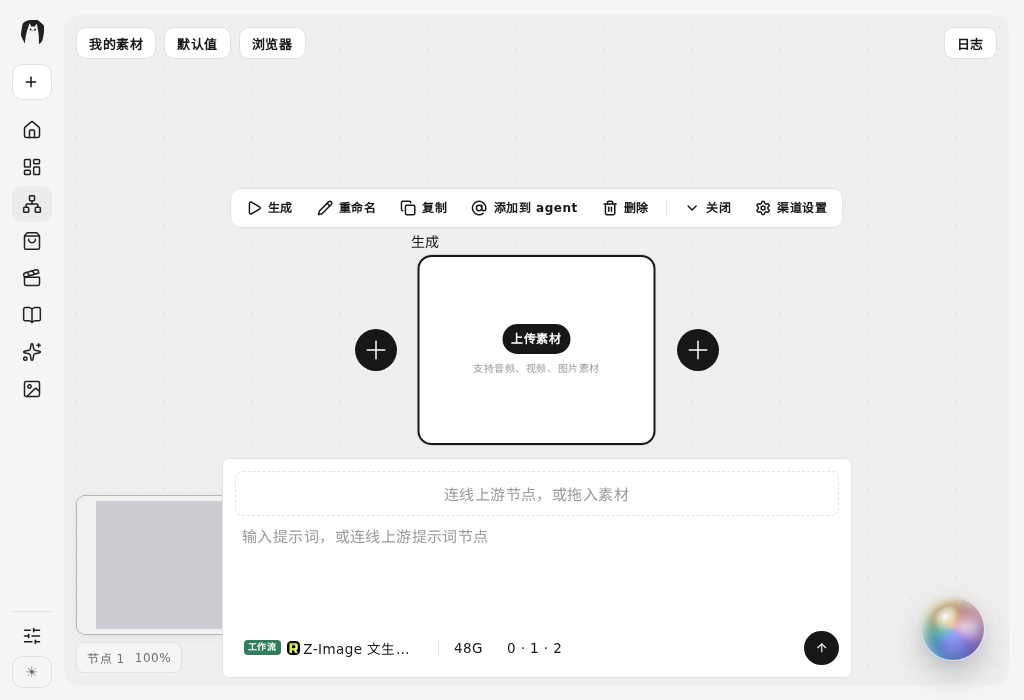 我的素材 默认值 浏览器 日志
生成 重命名 复制 添加到 agent 删除 关闭 渠道设置
生成
上传素材
支持音频、视频、图片素材
连线上游节点，或拖入素材
输入提示词，或连线上游提示词节点
工作流 R Z-Image 文生... 48G 0 · 1 · 2
节点 1 100%